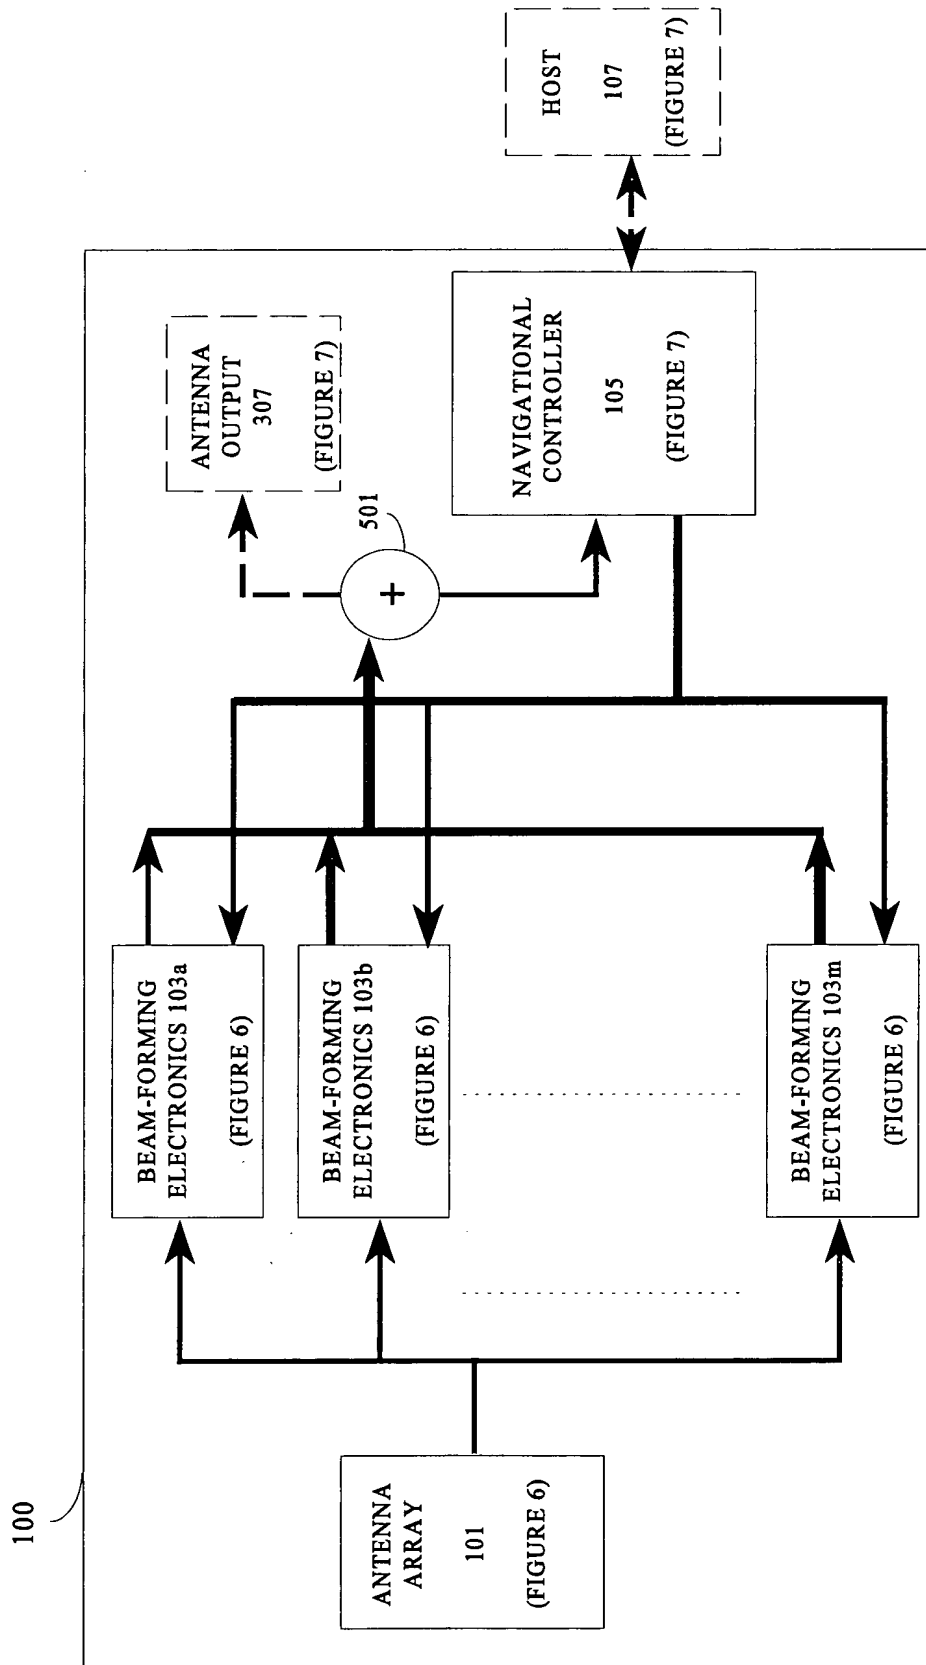 100
ANTENNA
ARRAY
101
(FIGURE 6)
BEAM-FORMING
ELECTRONICS 103a
(FIGURE 6)
BEAM-FORMING
ELECTRONICS 103b
(FIGURE 6)
BEAM-FORMING
ELECTRONICS 103m
(FIGURE 6)
+
501
ANTENNA
OUTPUT
307
(FIGURE 7)
NAVIGATIONAL
CONTROLLER
105
(FIGURE 7)
HOST
107
(FIGURE 7)